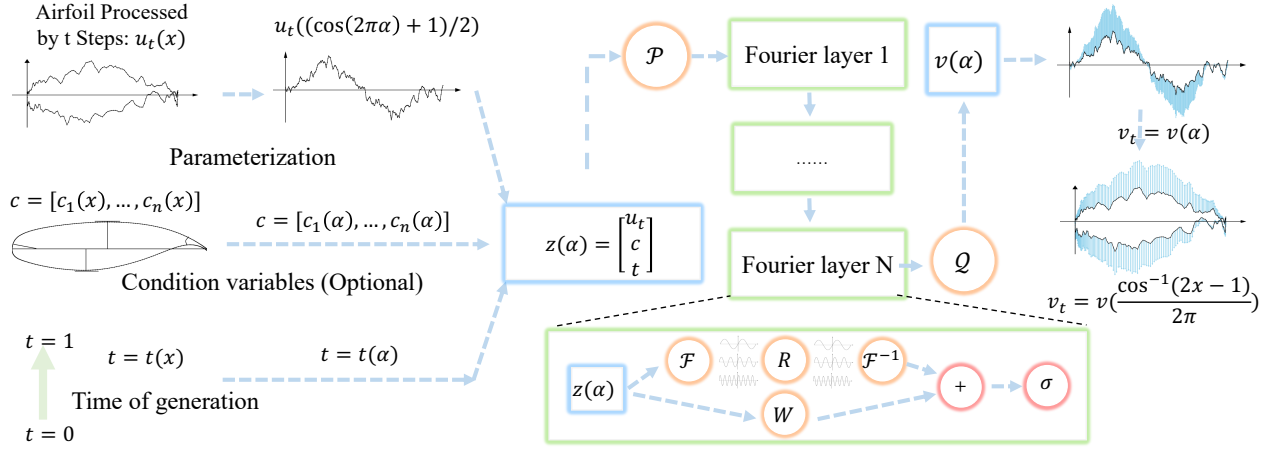 Airfoil Processed
by t Steps: u_t(x)
u_t((cos(2πα) + 1)/2)
Parameterization
c = [c_1(x), … , c_n(x)]
c = [c_1(α), … , c_n(α)]
Condition variables (Optional)
t = 1
t = t(x)
t = t(α)
Time of generation
t = 0
z(α) = [u_t
c
t]
𝒫
Fourier layer 1
……
Fourier layer N
𝒬
v(α)
v_t = v(α)
v_t = v(cos^{-1}(2x − 1)/2π)
z(α)
ℱ
R
ℱ^{-1}
W
+
σ